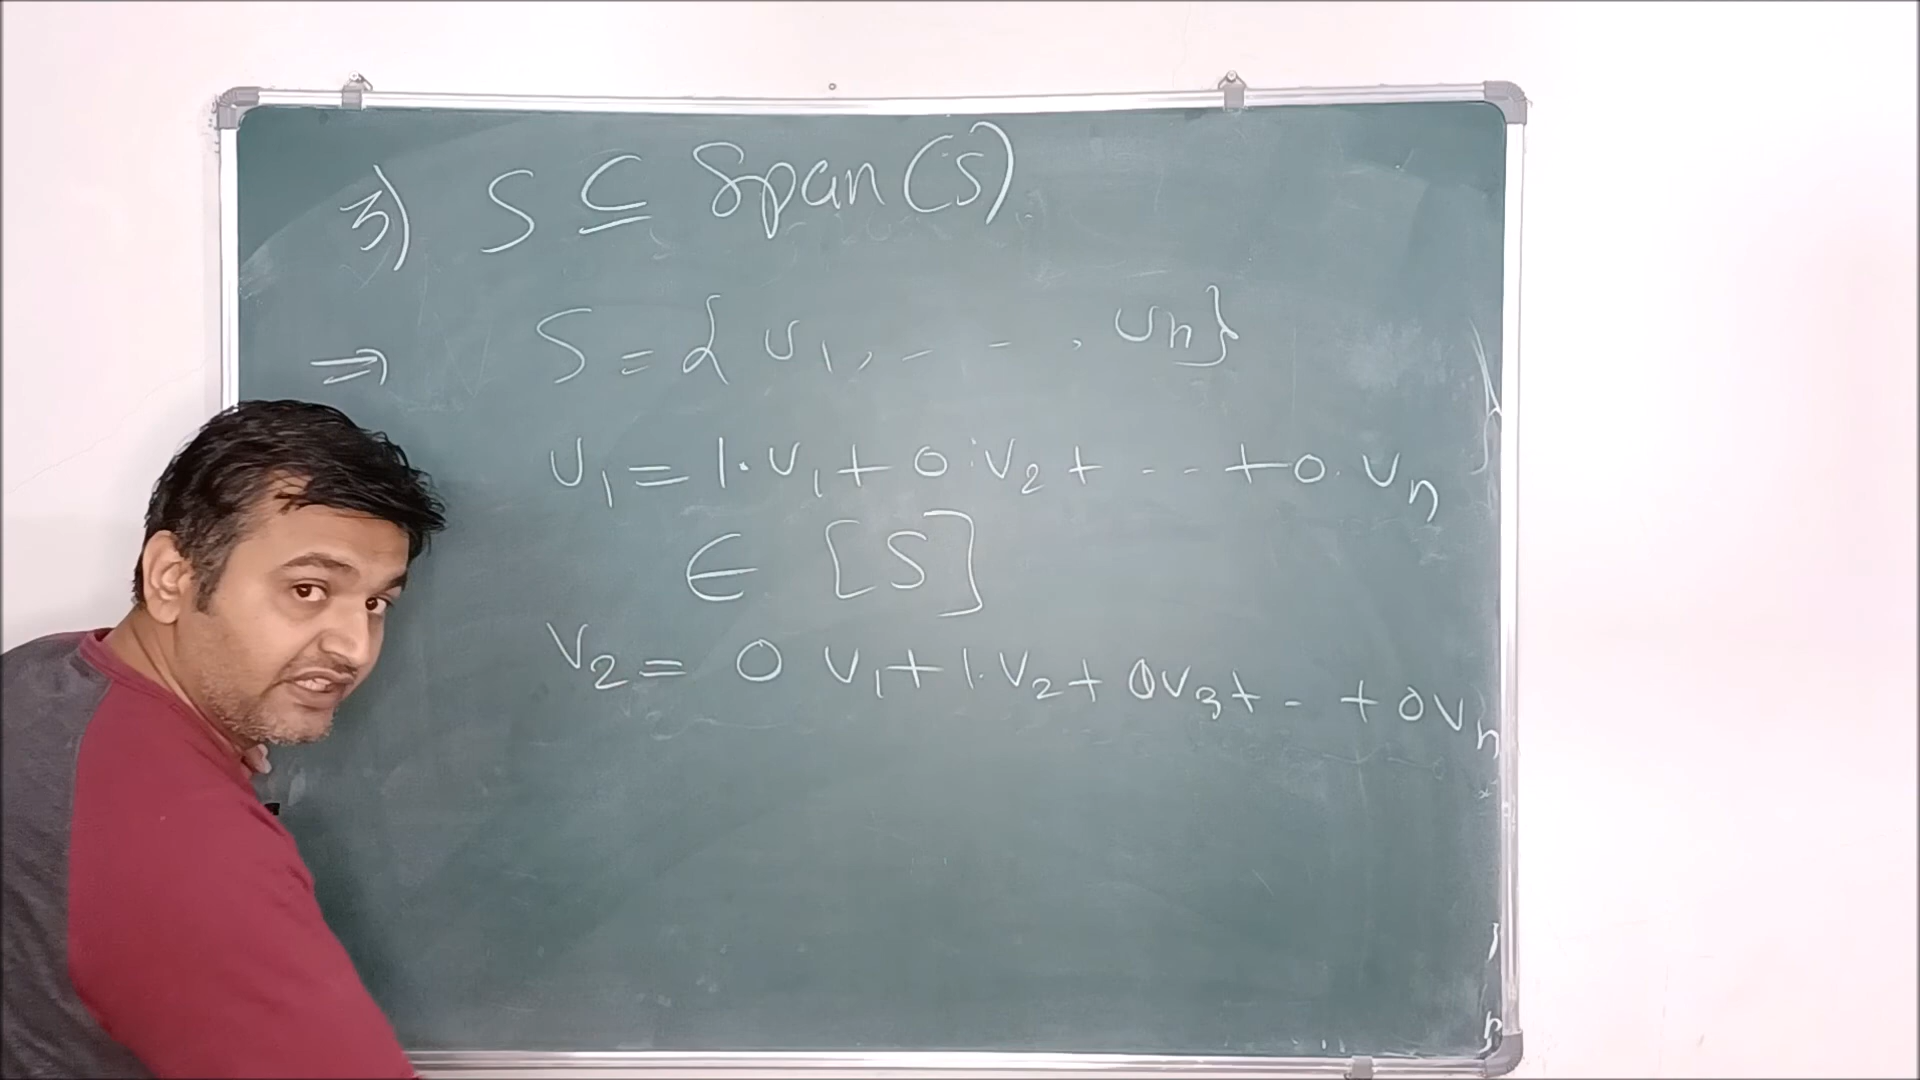 3) S ⊆ Span(S)
⇒ S = { v₁, - - - , vₙ}
v₁ = 1·v₁ + 0·v₂ + - - - + 0·vₙ
∈ [S]
v₂ = 0 v₁ + 1·v₂ + 0v₃ + - - + 0vₙ